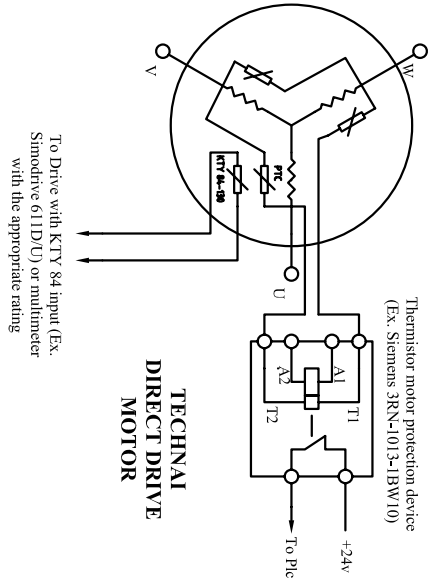 Thermistor motor protection device
(Ex. Siemens 3RN-1013-1BW10)
V
W
U
PTC
KTY 84-130
A1
A2
T1
T2
+24v
To Plc
TECHNAI
DIRECT DRIVE
MOTOR
To Drive with KTY 84 input (Ex.
Simodrive 611D/U) or multimeter
with the appropriate rating